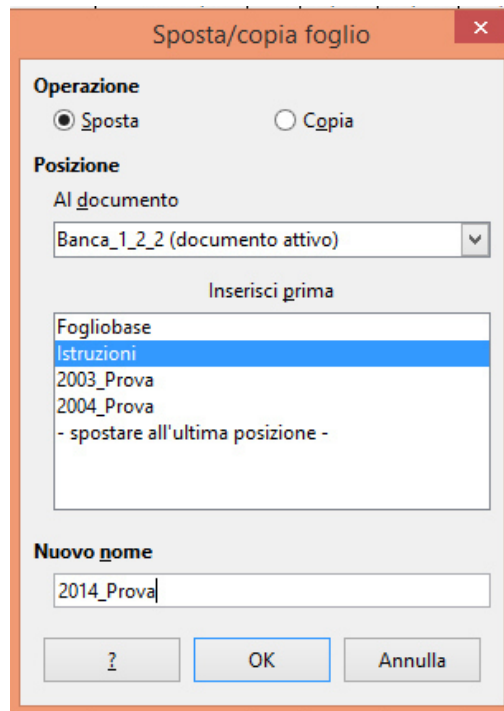 Sposta/copia foglio
Operazione
Sposta Copia
Posizione
Al documento
Banca_1_2_2 (documento attivo)
Inserisci prima
Fogliobase
Istruzioni
2003_Prova
2004_Prova
- spostare all'ultima posizione -
Nuovo nome
2014_Prova
? OK Annulla